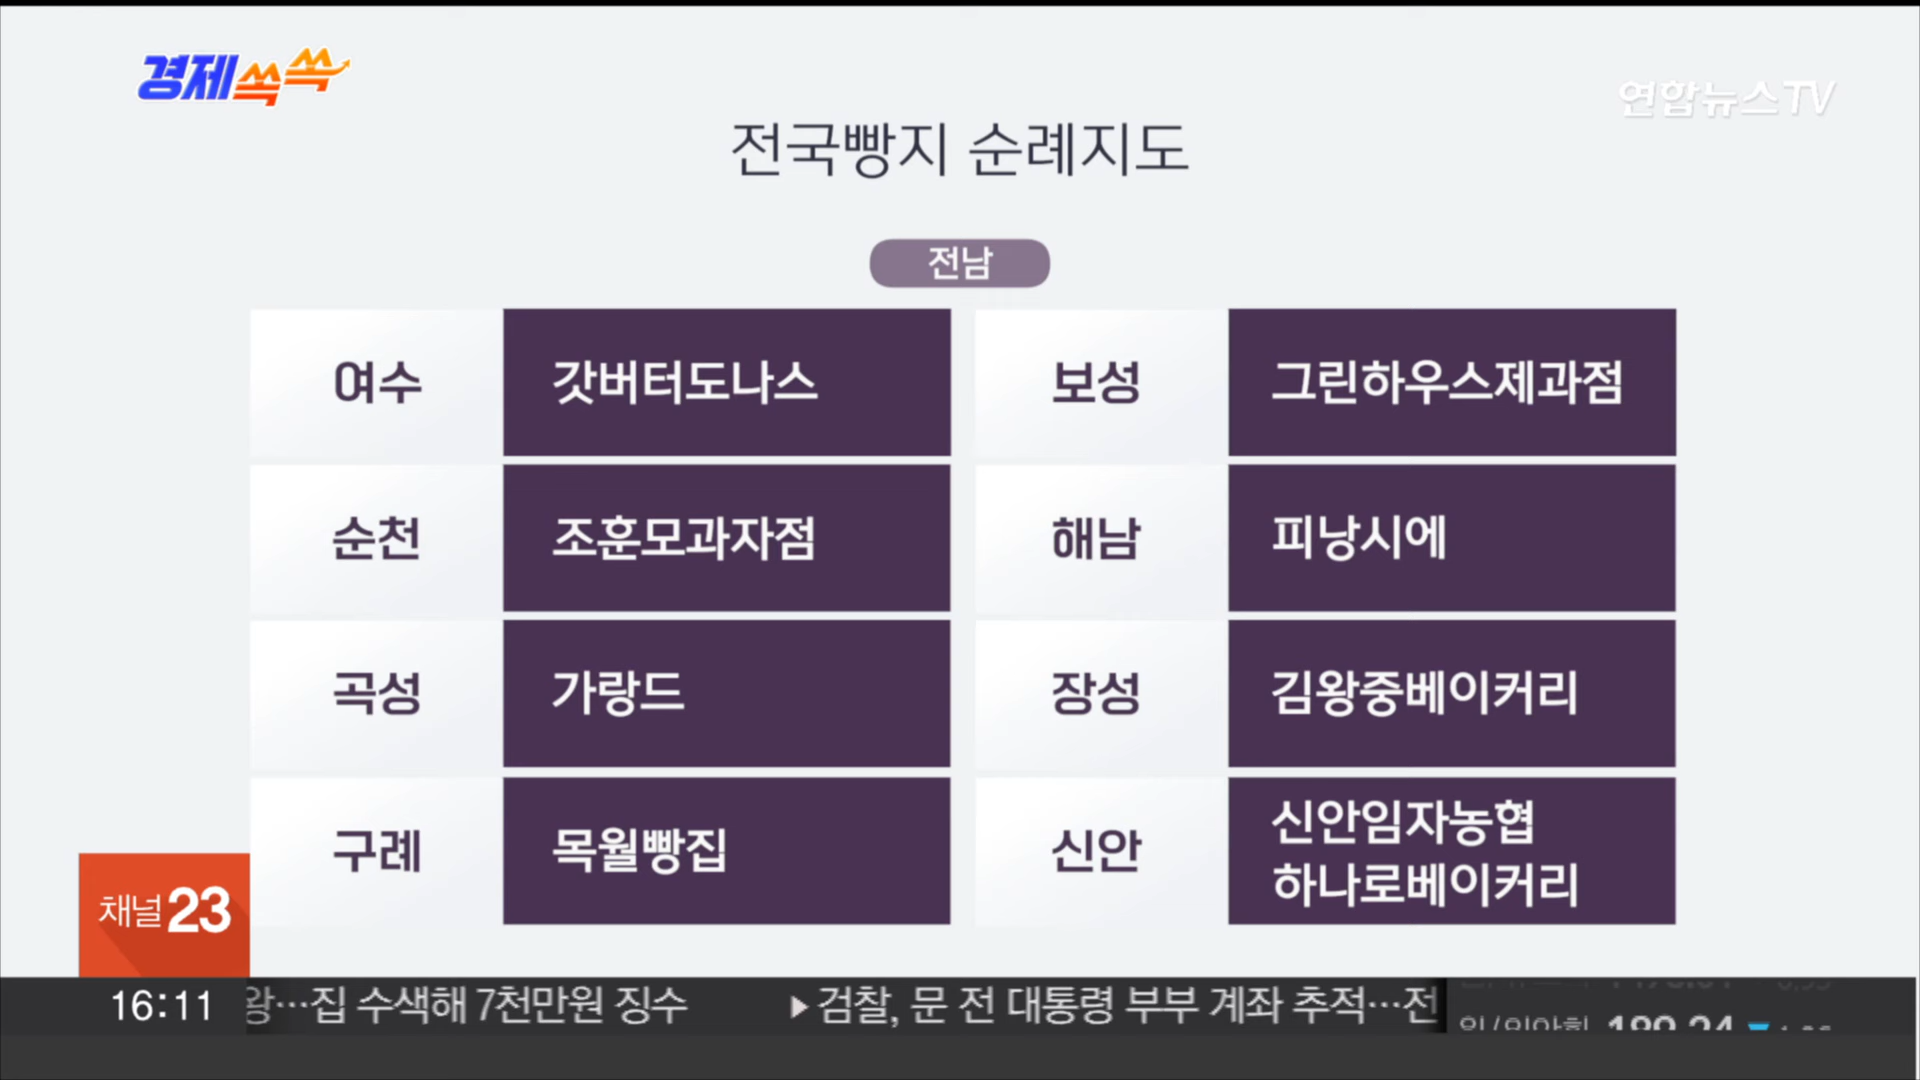 경제쏙쏙
연합뉴스TV
전국빵지 순례지도
전남
여수 갓버터도나스 보성 그린하우스제과점
순천 조훈모과자점 해남 피낭시에
곡성 가랑드 장성 김왕중베이커리
구례 목월빵집 신안 신안임자농협
하나로베이커리
채널23
16:11 왕…집 수색해 7천만원 징수 ▶검찰, 문 전 대통령 부부 계좌 추적…전